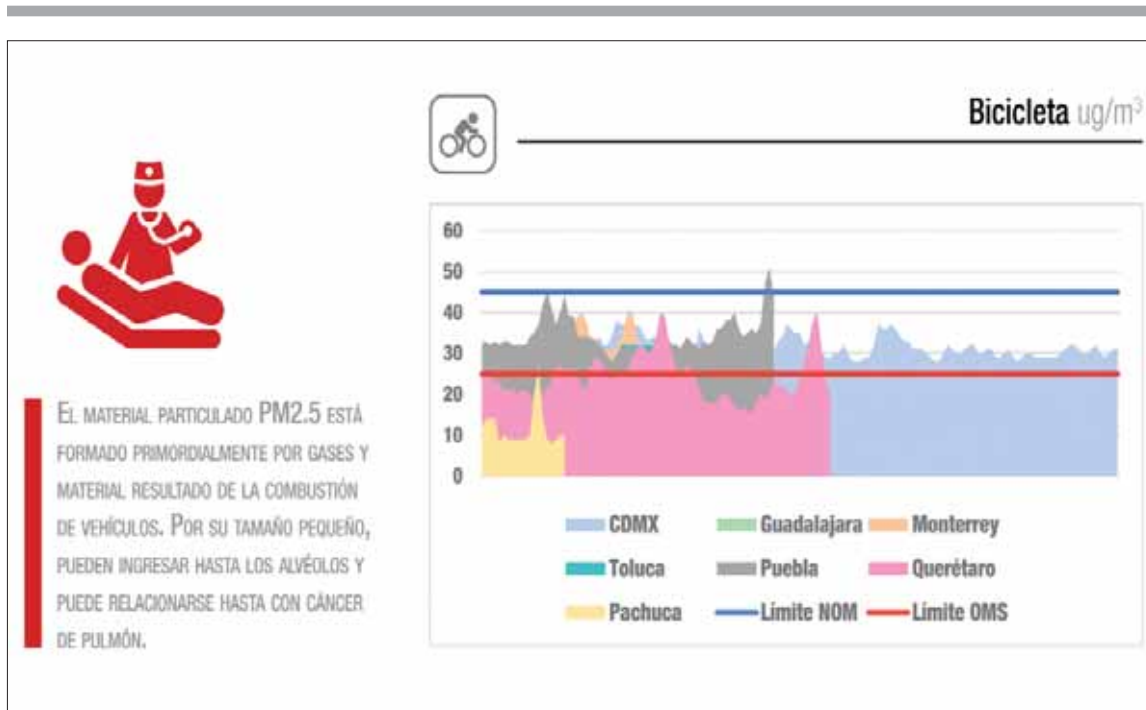 Bicicleta ug/m³
60
50
40
30
20
10
0
CDMX Guadalajara Monterrey
Toluca Puebla Querétaro
Pachuca Límite NOM Límite OMS
EL MATERIAL PARTICULADO PM2.5 ESTÁ
FORMADO PRIMORDIALMENTE POR GASES Y
MATERIAL RESULTADO DE LA COMBUSTIÓN
DE VEHÍCULOS. POR SU TAMAÑO PEQUEÑO,
PUEDEN INGRESAR HASTA LOS ALVÉOLOS Y
PUEDE RELACIONARSE HASTA CON CÁNCER
DE PULMÓN.